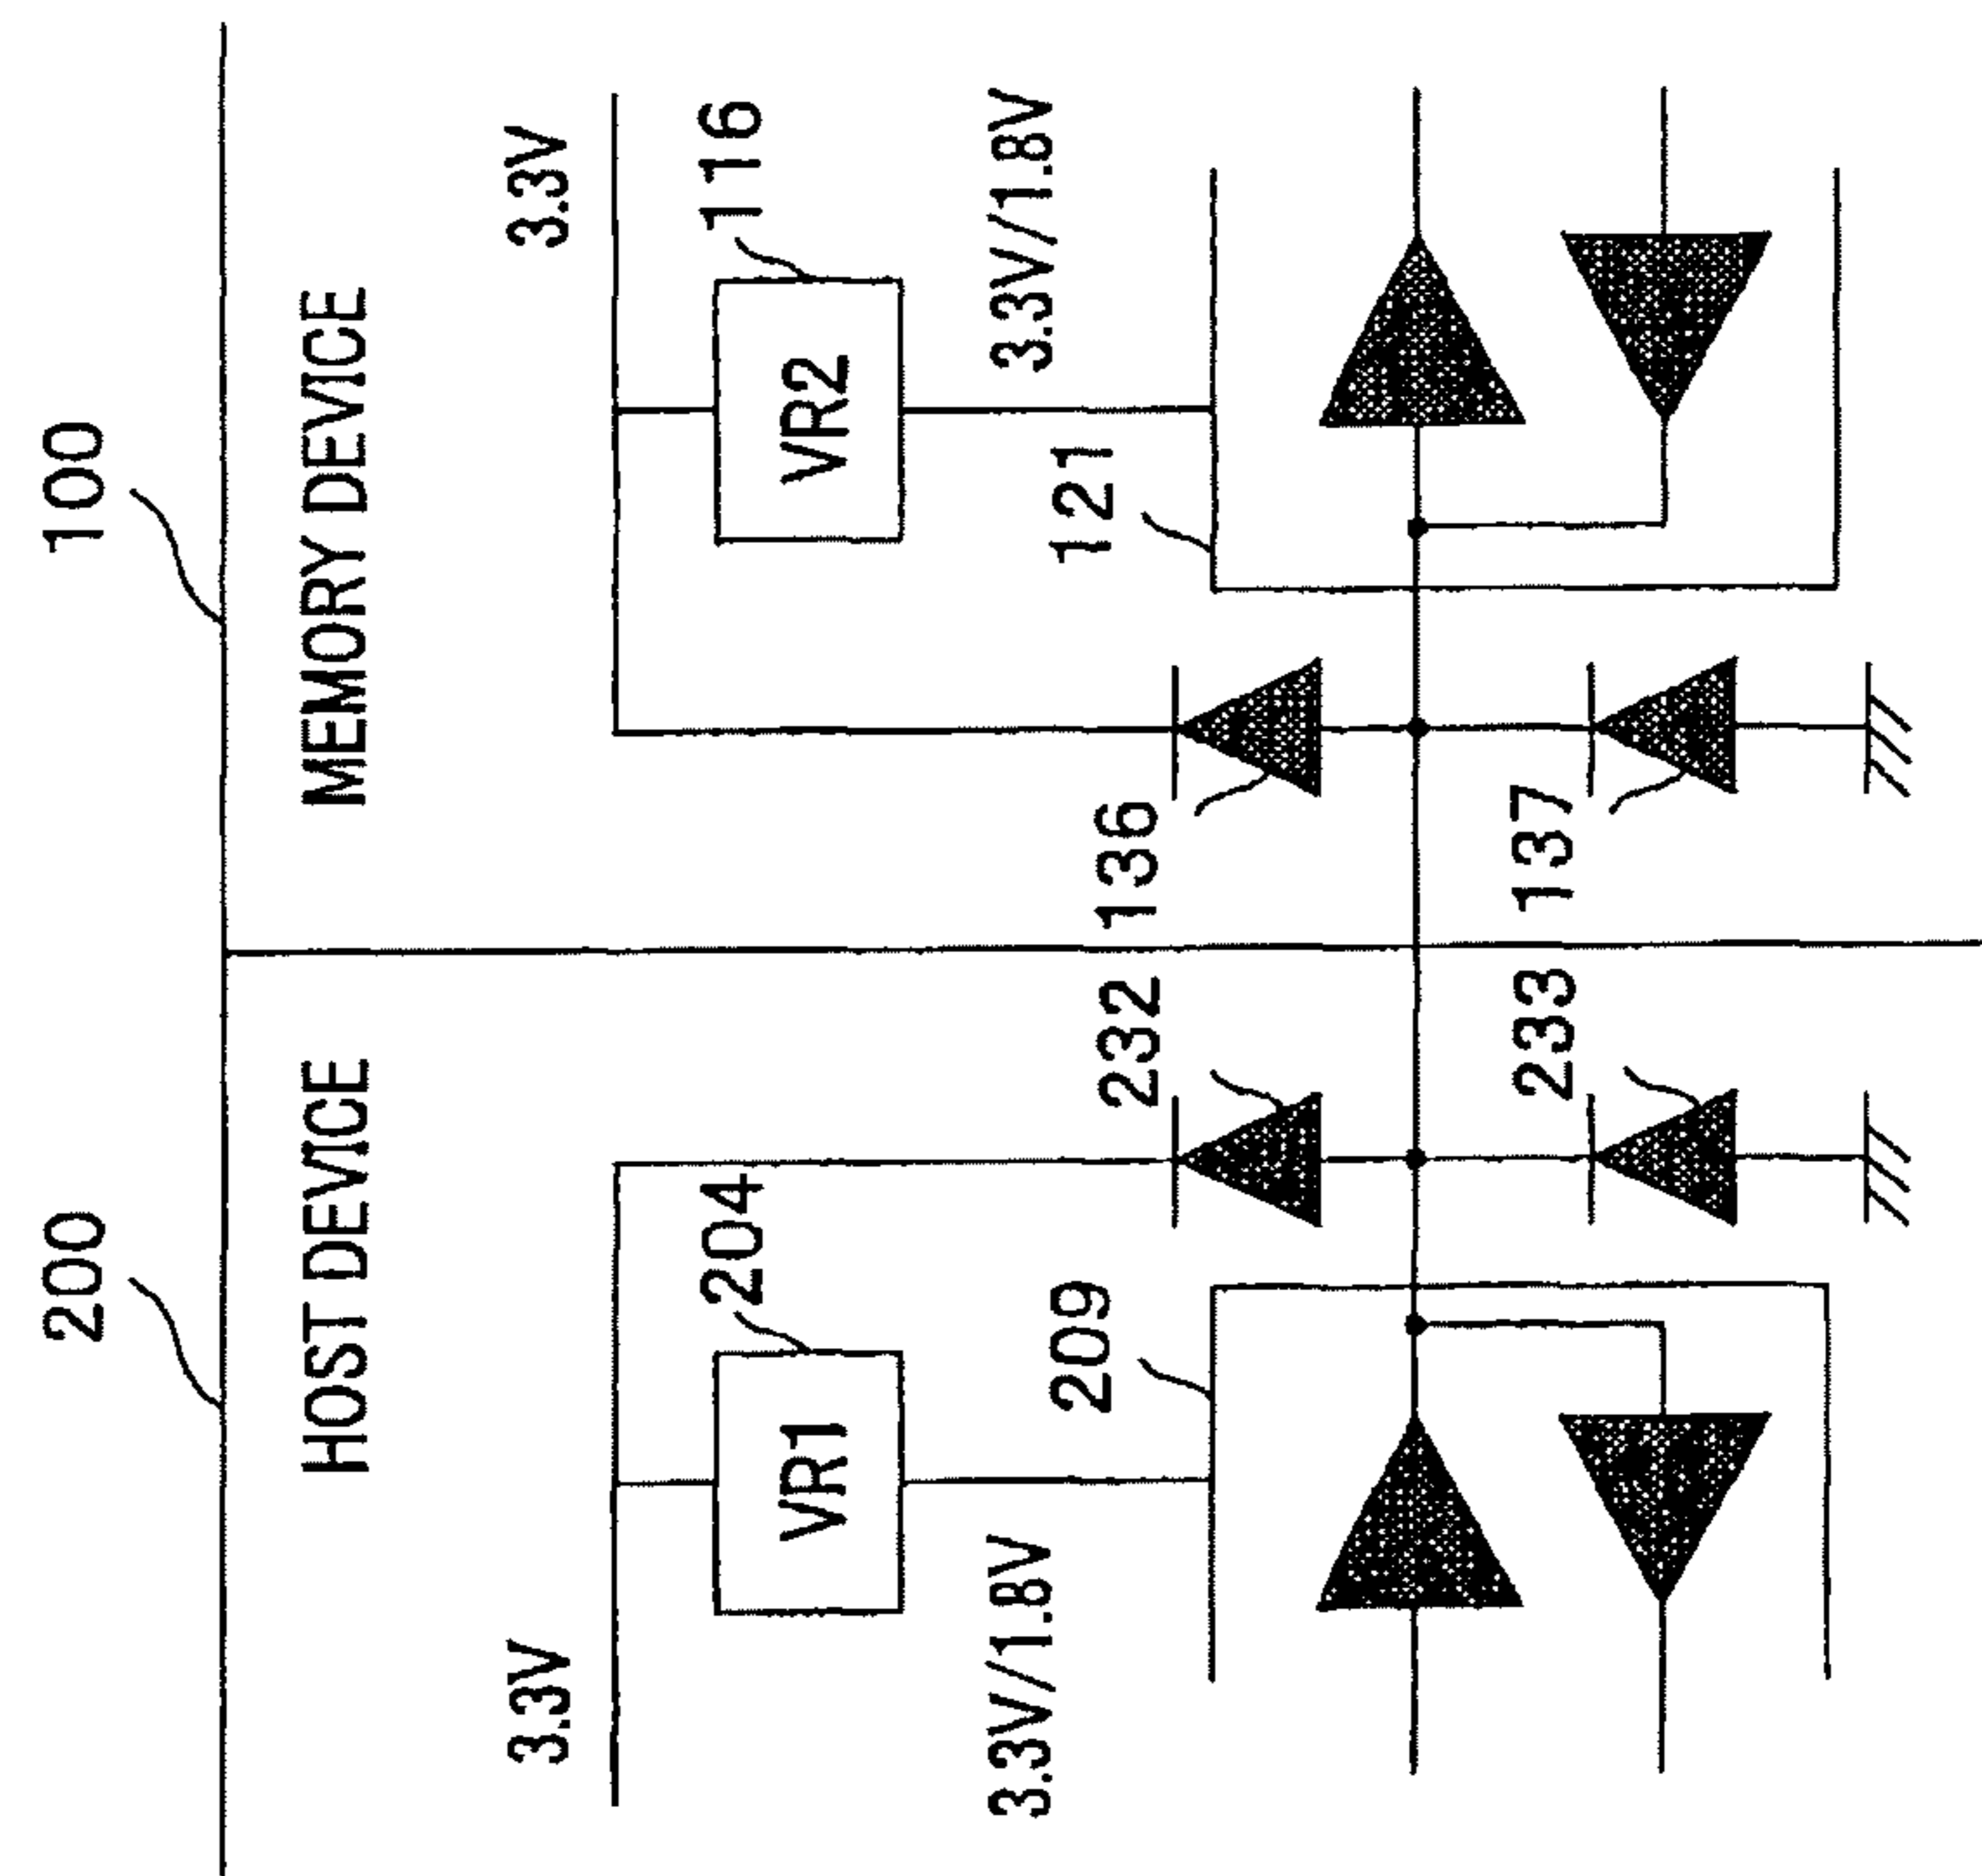 200
100
HOST DEVICE
MEMORY DEVICE
3.3V
3.3V
204
116
VR1
VR2
3.3V/1.8V
3.3V/1.8V
209
232
136
121
233
137